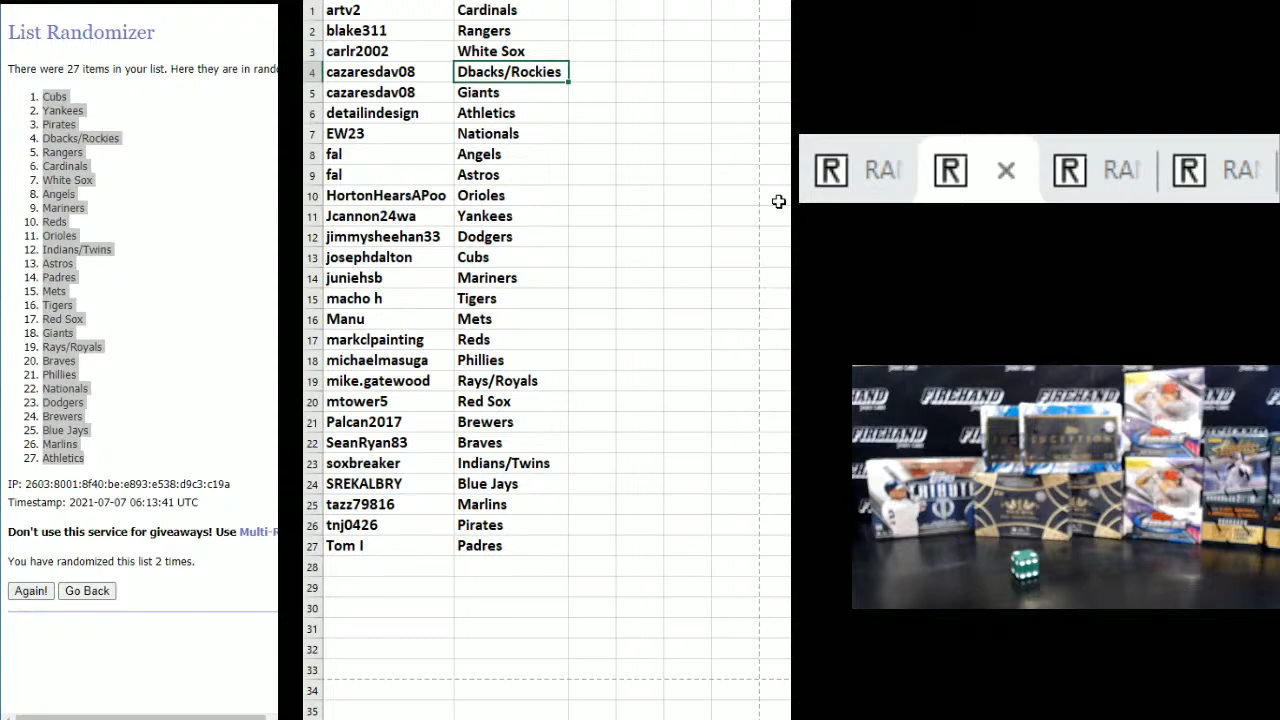 List Randomizer
There were 27 items in your list. Here they are in rand
1. Cubs
2. Yankees
3. Pirates
4. Dbacks/Rockies
5. Rangers
6. Cardinals
7. White Sox
8. Angels
9. Mariners
10. Reds
11. Orioles
12. Indians/Twins
13. Astros
14. Padres
15. Mets
16. Tigers
17. Red Sox
18. Giants
19. Rays/Royals
20. Braves
21. Phillies
22. Nationals
23. Dodgers
24. Brewers
25. Blue Jays
26. Marlins
27. Athletics
IP: 2603:8001:8f40:be:e893:e538:d9c3:c19a
Timestamp: 2021-07-07 06:13:41 UTC
Don't use this service for giveaways! Use Multi-R
You have randomized this list 2 times.
Again! Go Back
1 artv2 Cardinals
2 blake311 Rangers
3 carlr2002 White Sox
4 cazaresdav08 Dbacks/Rockies
5 cazaresdav08 Giants
6 detailindesign Athletics
7 EW23 Nationals
8 fal Angels
9 fal Astros
10 HortonHearsAPoo Orioles
11 Jcannon24wa Yankees
12 jimmysheehan33 Dodgers
13 josephdalton Cubs
14 juniehsb Mariners
15 macho h Tigers
16 Manu Mets
17 markclpainting Reds
18 michaelmasuga Phillies
19 mike.gatewood Rays/Royals
20 mtower5 Red Sox
21 Palcan2017 Brewers
22 SeanRyan83 Braves
23 soxbreaker Indians/Twins
24 SREKALBRY Blue Jays
25 tazz79816 Marlins
26 tnj0426 Pirates
27 Tom I Padres
28
29
30
31
32
33
34
35
R RAN R × R RAI R RAI
FIREHAND
FIREHAND
FIREHAND
INCEPTION
TRIBUTE